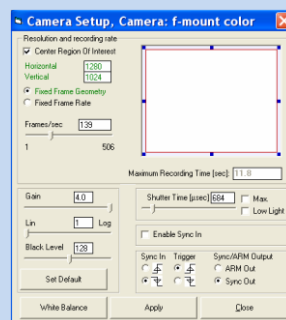 Camera Setup, Camera: f-mount color
Resolution and recording rate
Center Region Of Interest
Horizontal 1280
Vertical 1024
Fixed Frame Geometry
Fixed Frame Rate
Frames/sec 139
1 506
Maximum Recording Time [sec]: 11.8
Gain 4.0
Lin 1 Log
Black Level 128
Set Default
Shutter Time [µsec] 684 Max.
Low Light
Enable Sync In
Sync In Trigger Sync/ARM Output
ARM Out
Sync Out
White Balance Apply Close